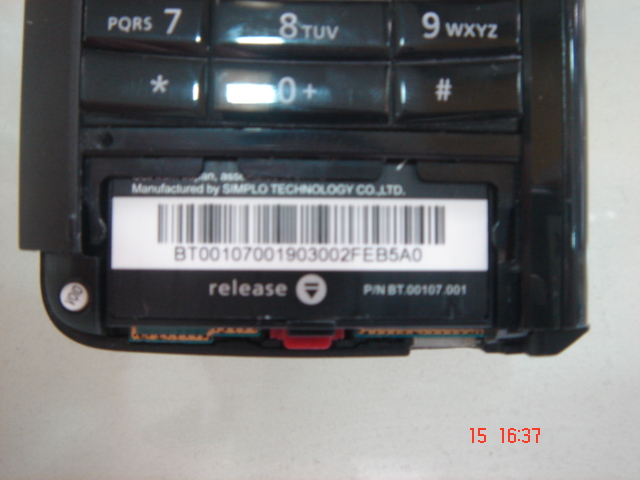 PQRS 7 8 TUV 9 WXYZ
* 0 + #
Manufactured by SIMPLO TECHNOLOGY CO.,LTD.
BT00107001903002FEB5A0
release P/N BT.00107.001
15 16:37